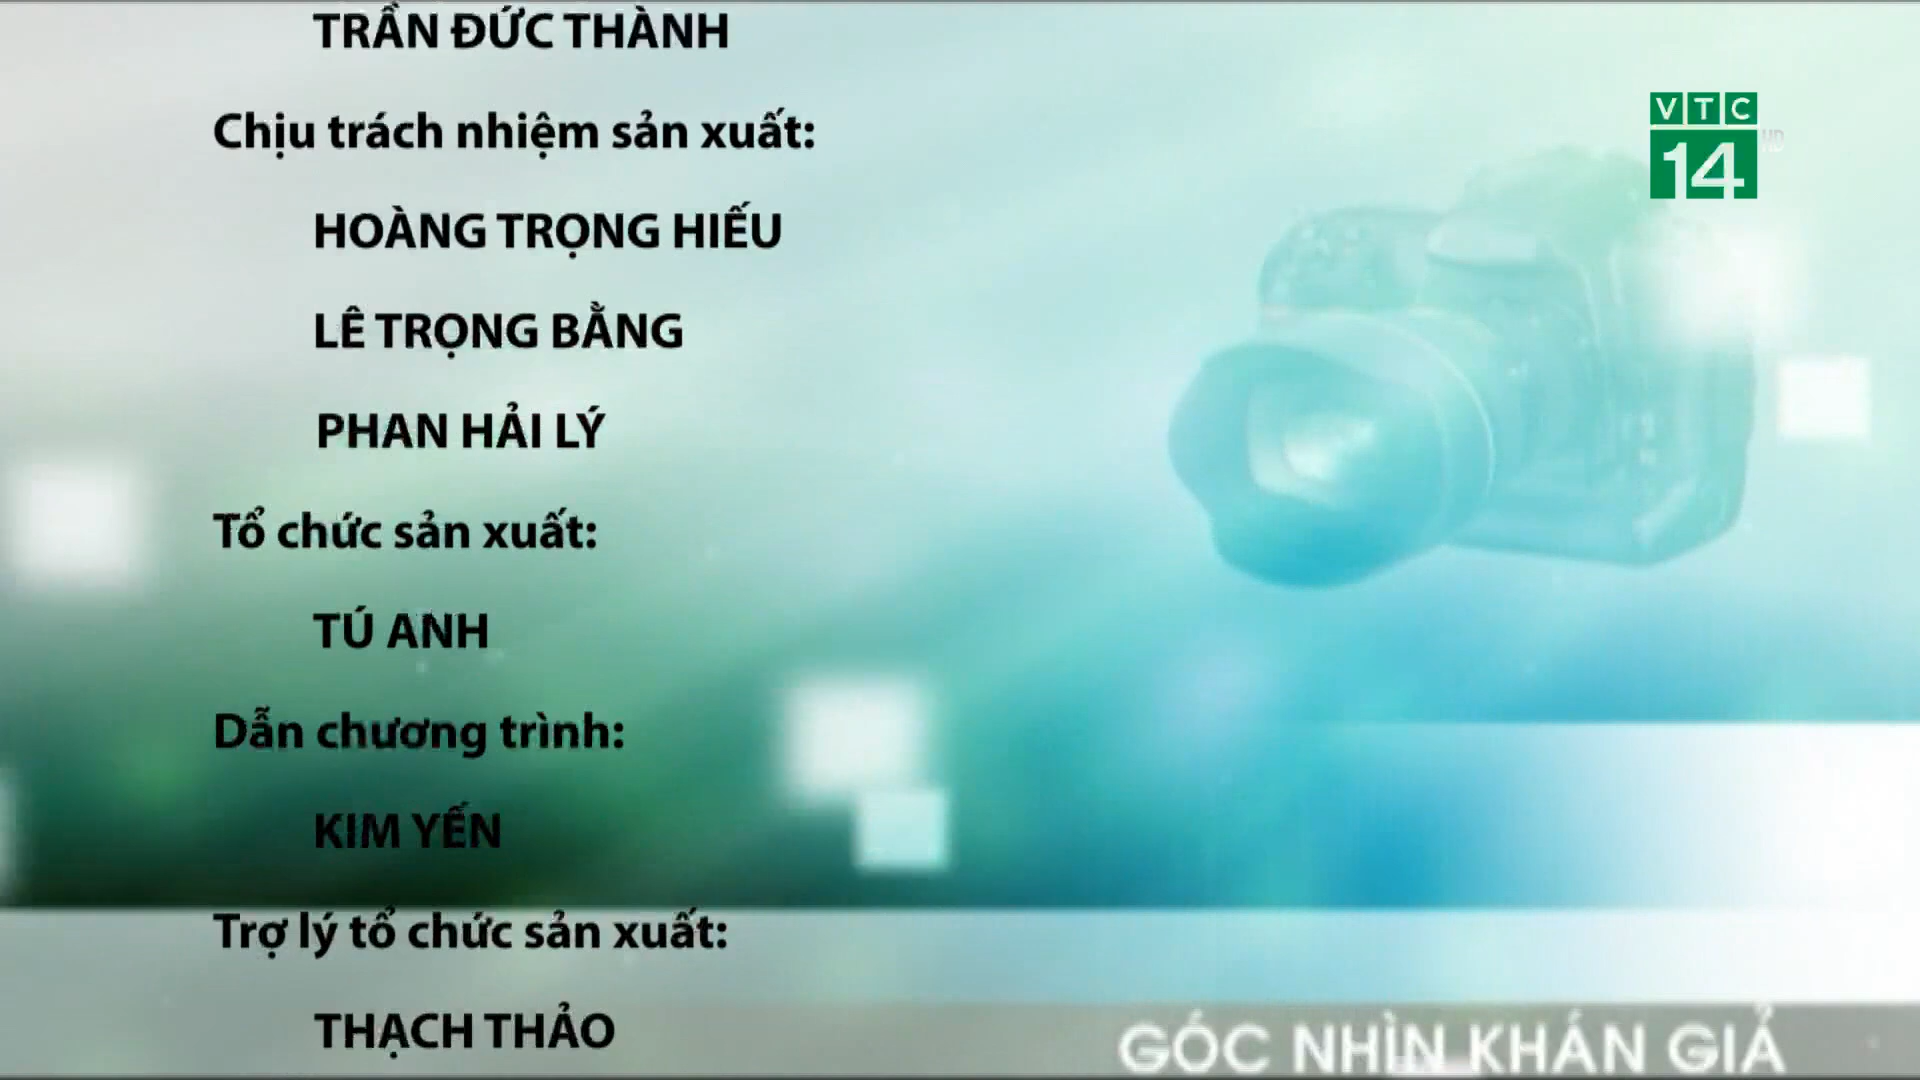 TRẦN ĐỨC THÀNH
Chịu trách nhiệm sản xuất:
HOÀNG TRỌNG HIẾU
LÊ TRỌNG BẰNG
PHAN HẢI LÝ
Tổ chức sản xuất:
TÚ ANH
Dẫn chương trình:
KIM YẾN
Trợ lý tổ chức sản xuất:
THẠCH THẢO
VTC
14
HD
GÓC NHÌN KHÁN GIẢ